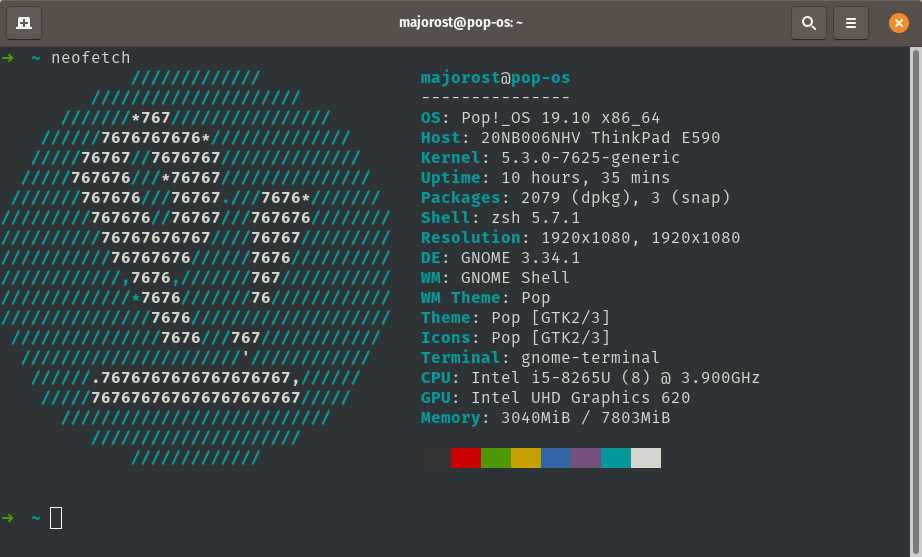 majorost@pop-os: ~
➜  ~ neofetch
             /////////////                majorost@pop-os
         /////////////////////            ---------------
      ///////*767////////////////         OS: Pop!_OS 19.10 x86_64
    //////7676767676*//////////////       Host: 20NB006NHV ThinkPad E590
   /////76767//7676767//////////////      Kernel: 5.3.0-7625-generic
  /////767676///*76767///////////////     Uptime: 10 hours, 35 mins
 ///////767676///76767.///7676*///////    Packages: 2079 (dpkg), 3 (snap)
/////////767676//76767///767676////////   Shell: zsh 5.7.1
//////////76767676767////76767/////////   Resolution: 1920x1080, 1920x1080
///////////76767676//////7676//////////   DE: GNOME 3.34.1
////////////,7676,///////767///////////   WM: GNOME Shell
/////////////*7676///////76////////////   WM Theme: Pop
///////////////7676////////////////////   Theme: Pop [GTK2/3]
 ///////////////7676///767////////////    Icons: Pop [GTK2/3]
  //////////////////////'////////////     Terminal: gnome-terminal
   //////.7676767676767676767,//////      CPU: Intel i5-8265U (8) @ 3.900GHz
    /////767676767676767676767/////       GPU: Intel UHD Graphics 620
      ///////////////////////////         Memory: 3040MiB / 7803MiB
         /////////////////////
             /////////////
➜  ~